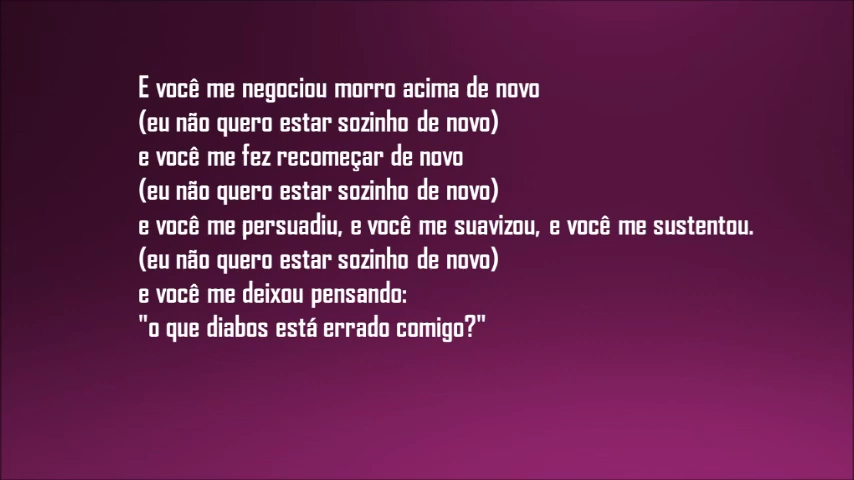 E você me negociou morro acima de novo
(eu não quero estar sozinho de novo)
e você me fez recomeçar de novo
(eu não quero estar sozinho de novo)
e você me persuadiu, e você me suavizou, e você me sustentou.
(eu não quero estar sozinho de novo)
e você me deixou pensando:
"o que diabos está errado comigo?"